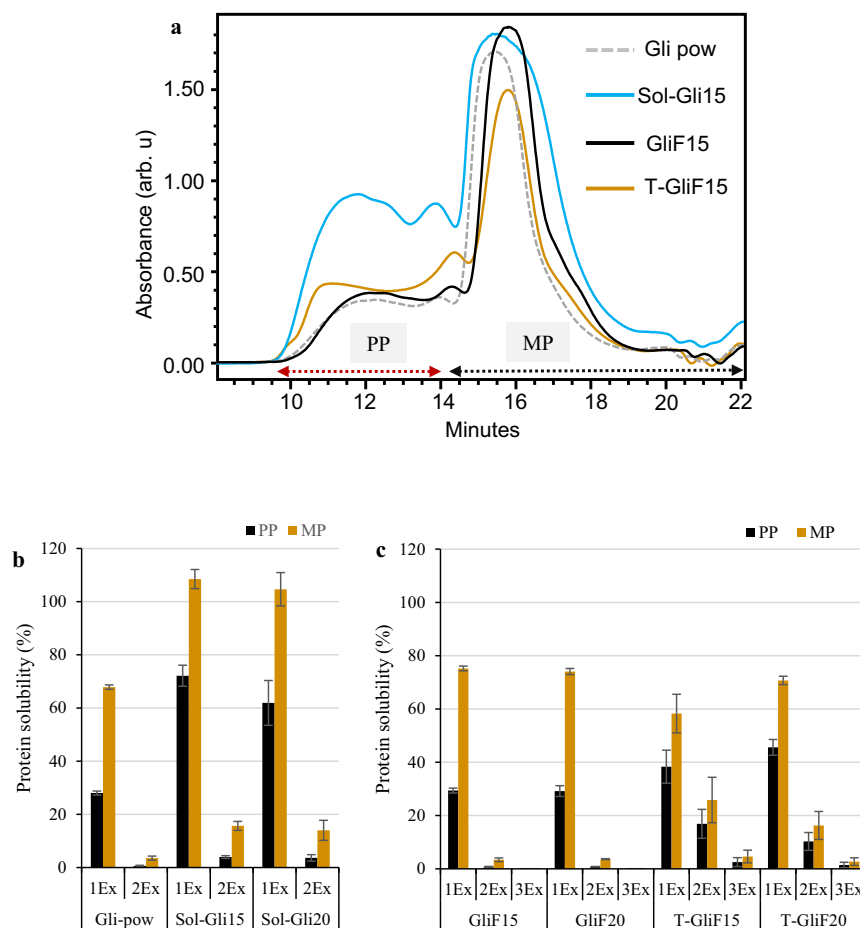 a
Gli pow
Sol-Gli15
GliF15
T-GliF15
Absorbance (arb. u)
1.50
1.00
0.50
0.00
PP
MP
10 12 14 16 18 20 22
Minutes
b
PP MP
Protein solubility (%)
120
100
80
60
40
20
0
1Ex 2Ex 1Ex 2Ex 1Ex 2Ex
Gli-pow Sol-Gli15 Sol-Gli20
c
PP MP
Protein solubility (%)
120
100
80
60
40
20
0
1Ex 2Ex 3Ex 1Ex 2Ex 3Ex 1Ex 2Ex 3Ex 1Ex 2Ex 3Ex
GliF15 GliF20 T-GliF15 T-GliF20